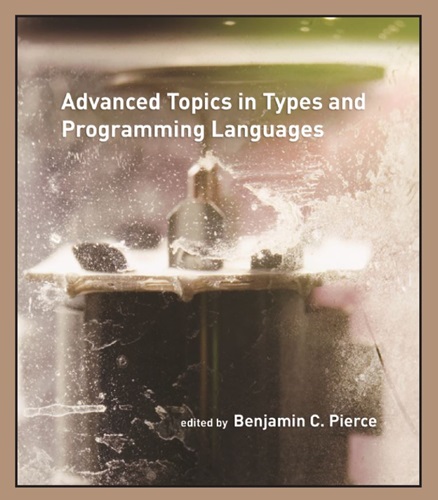 Advanced Topics in Types and
Programming Languages
edited by Benjamin C. Pierce